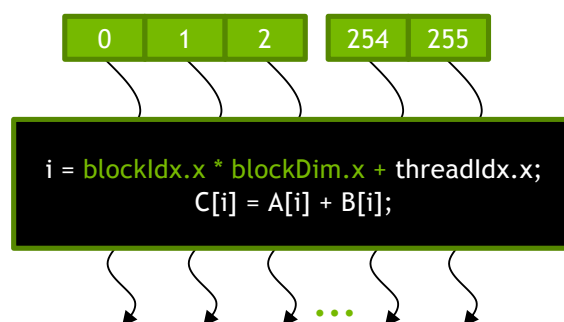 0 1 2 254 255
i = blockIdx.x * blockDim.x + threadIdx.x;
C[i] = A[i] + B[i];
...